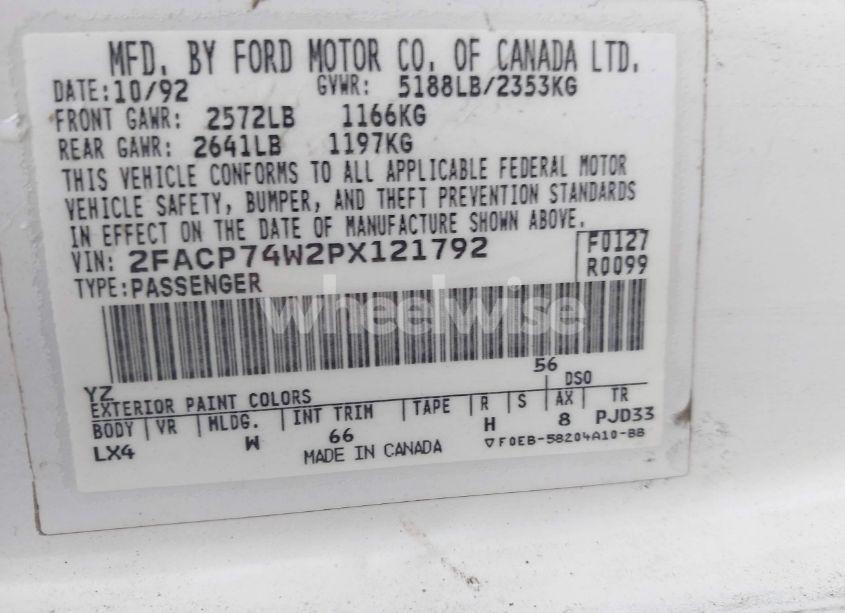 MFD. BY FORD MOTOR CO. OF CANADA LTD.
DATE: 10/92 GVWR: 5188LB/2353KG
FRONT GAWR: 2572LB 1166KG
REAR GAWR: 2641LB 1197KG
THIS VEHICLE CONFORMS TO ALL APPLICABLE FEDERAL MOTOR
VEHICLE SAFETY, BUMPER, AND THEFT PREVENTION STANDARDS
IN EFFECT ON THE DATE OF MANUFACTURE SHOWN ABOVE.
VIN: 2FACP74W2PX121792 F0127
TYPE: PASSENGER R0099
wheelwise
YZ 56
EXTERIOR PAINT COLORS DSO
BODY VR MLDG. INT TRIM TAPE R S AX TR
LX4 W 66 H 8 PJD33
MADE IN CANADA ▽F0EB-58204A10-BB